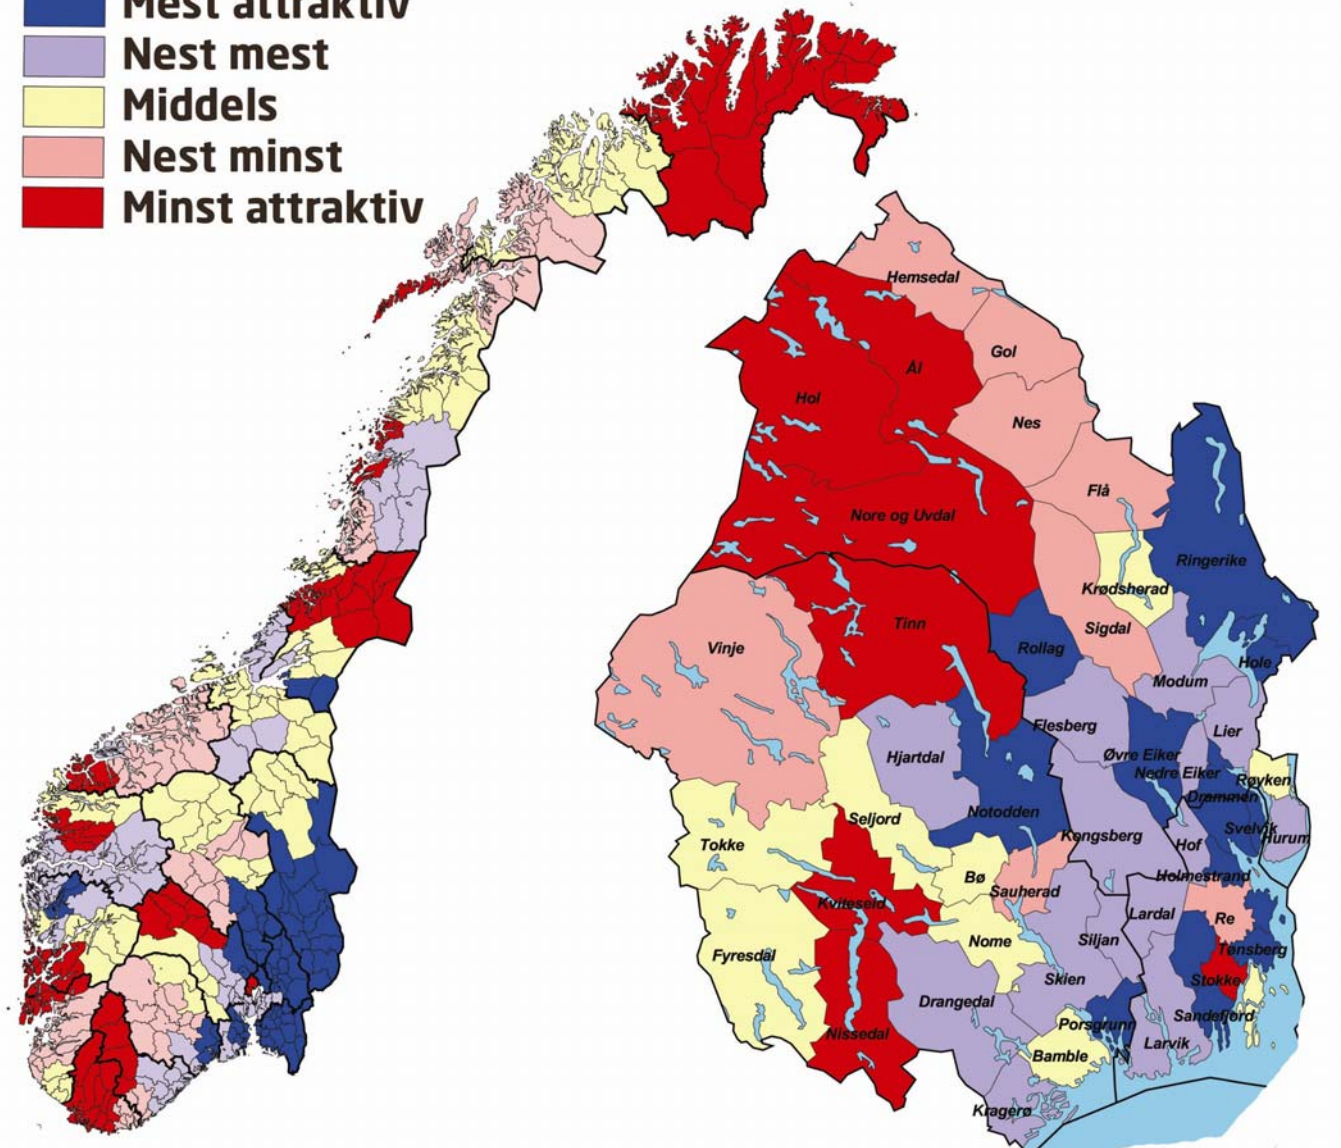 Mest attraktiv
Nest mest
Middels
Nest minst
Minst attraktiv
Hemsedal
Gol
Ål
Hol
Nes
Flå
Nore og Uvdal
Ringerike
Krødsherad
Tinn
Sigdal
Rollag
Vinje
Hole
Modum
Flesberg
Lier
Øvre Eiker
Hjartdal
Nedre Eiker
Røyken
Drammen
Notodden
Seljord
Svelvik
Kongsberg
Hurum
Tokke
Hof
Bø
Holmestrand
Sauherad
Kviteseid
Lardal
Re
Nome
Siljan
Tønsberg
Fyresdal
Skien
Stokke
Drangedal
Sandefjord
Porsgrunn
Nissedal
Larvik
Bamble
Kragerø